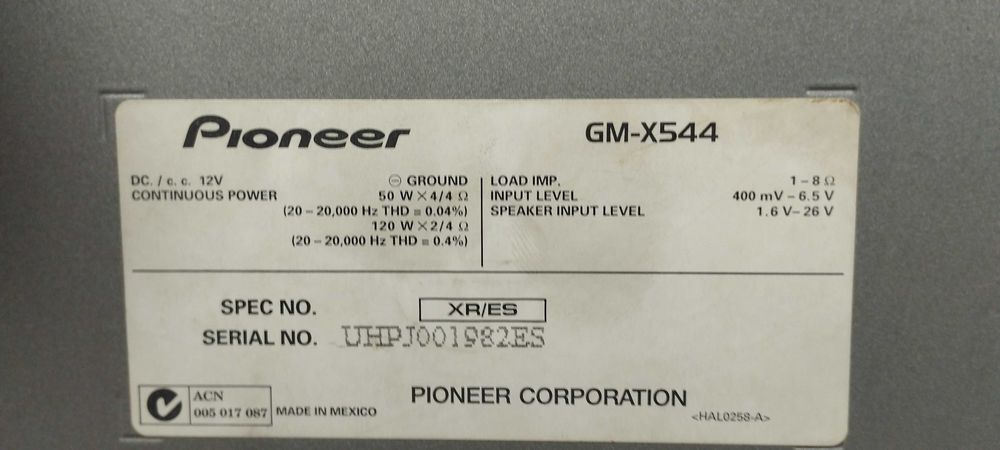 Pioneer
GM-X544
DC. / c. c. 12V ⊖ GROUND
CONTINUOUS POWER 50 W×4/4 Ω
(20 – 20,000 Hz THD = 0.04%)
120 W×2/4 Ω
(20 – 20,000 Hz THD = 0.4%)
LOAD IMP. 1 – 8 Ω
INPUT LEVEL 400 mV – 6.5 V
SPEAKER INPUT LEVEL 1.6 V– 26 V
SPEC NO. XR/ES
SERIAL NO. UHPJ001982ES
ACN
005 017 087
MADE IN MEXICO
PIONEER CORPORATION
<HAL0258-A>